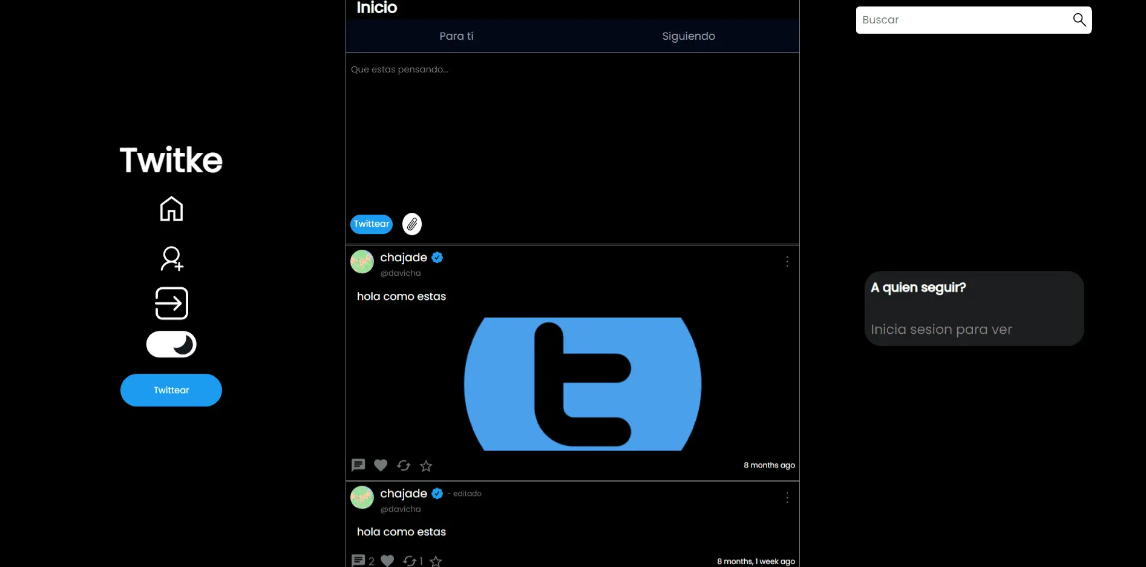 Twitke
Twittear
Inicio
Para ti
Siguiendo
Que estas pensando...
Twittear
chajade
@davicha
hola como estas
t
8 months ago
chajade - editado
@davicha
hola como estas
2
1
8 months, 1 week ago
Buscar
A quien seguir?
Inicia sesion para ver